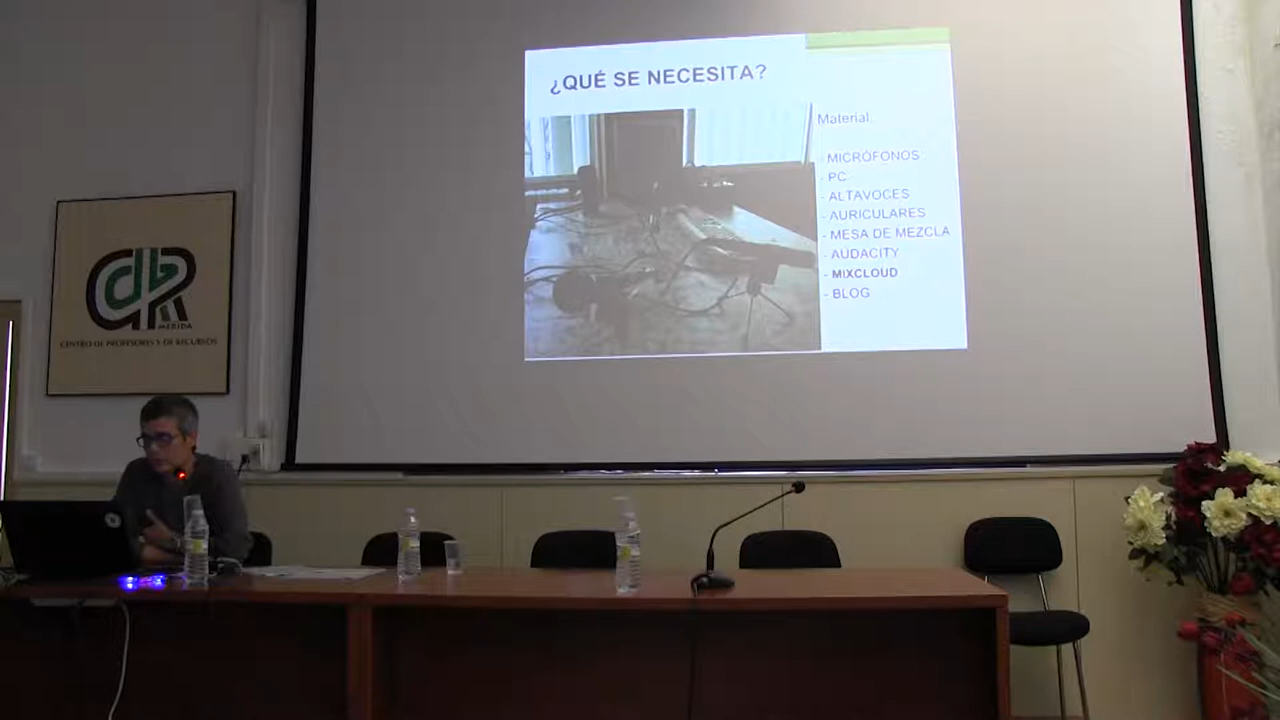 ¿QUÉ SE NECESITA?
Material:
- MICRÓFONOS
- PC
- ALTAVOCES
- AURICULARES
- MESA DE MEZCLA
- AUDACITY
- MIXCLOUD
- BLOG
MERIDA
CENTRO DE PROFESORES Y DE RECURSOS